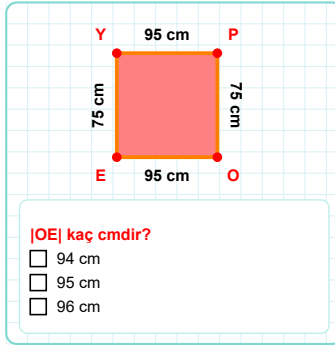 Y 95 cm P
75 cm 75 cm
E 95 cm O
|OE| kaç cmdir?
94 cm
95 cm
96 cm